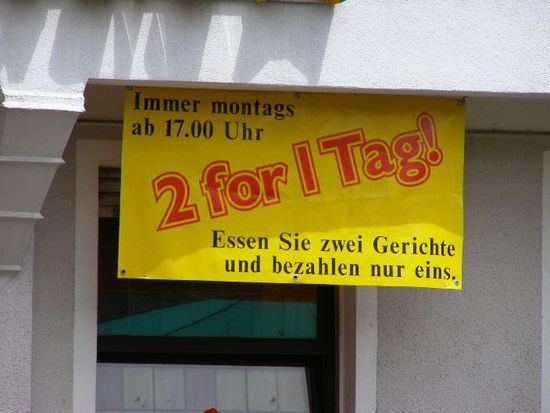 Immer montags
ab 17.00 Uhr
2 for 1 Tag!
Essen Sie zwei Gerichte
und bezahlen nur eins.